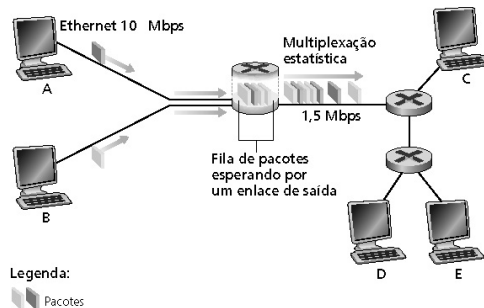 Ethernet 10 Mbps
A
B
Multiplexação
estatística
1,5 Mbps
Fila de pacotes
esperando por
um enlace de saída
C
D
E
Legenda:
Pacotes